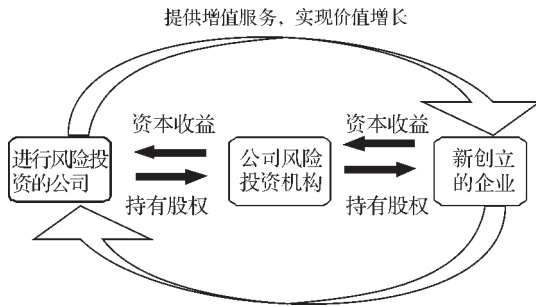 提供增值服务，实现价值增长
资本收益
资本收益
进行风险投
资的公司
公司风险
投资机构
新创立
的企业
持有股权
持有股权